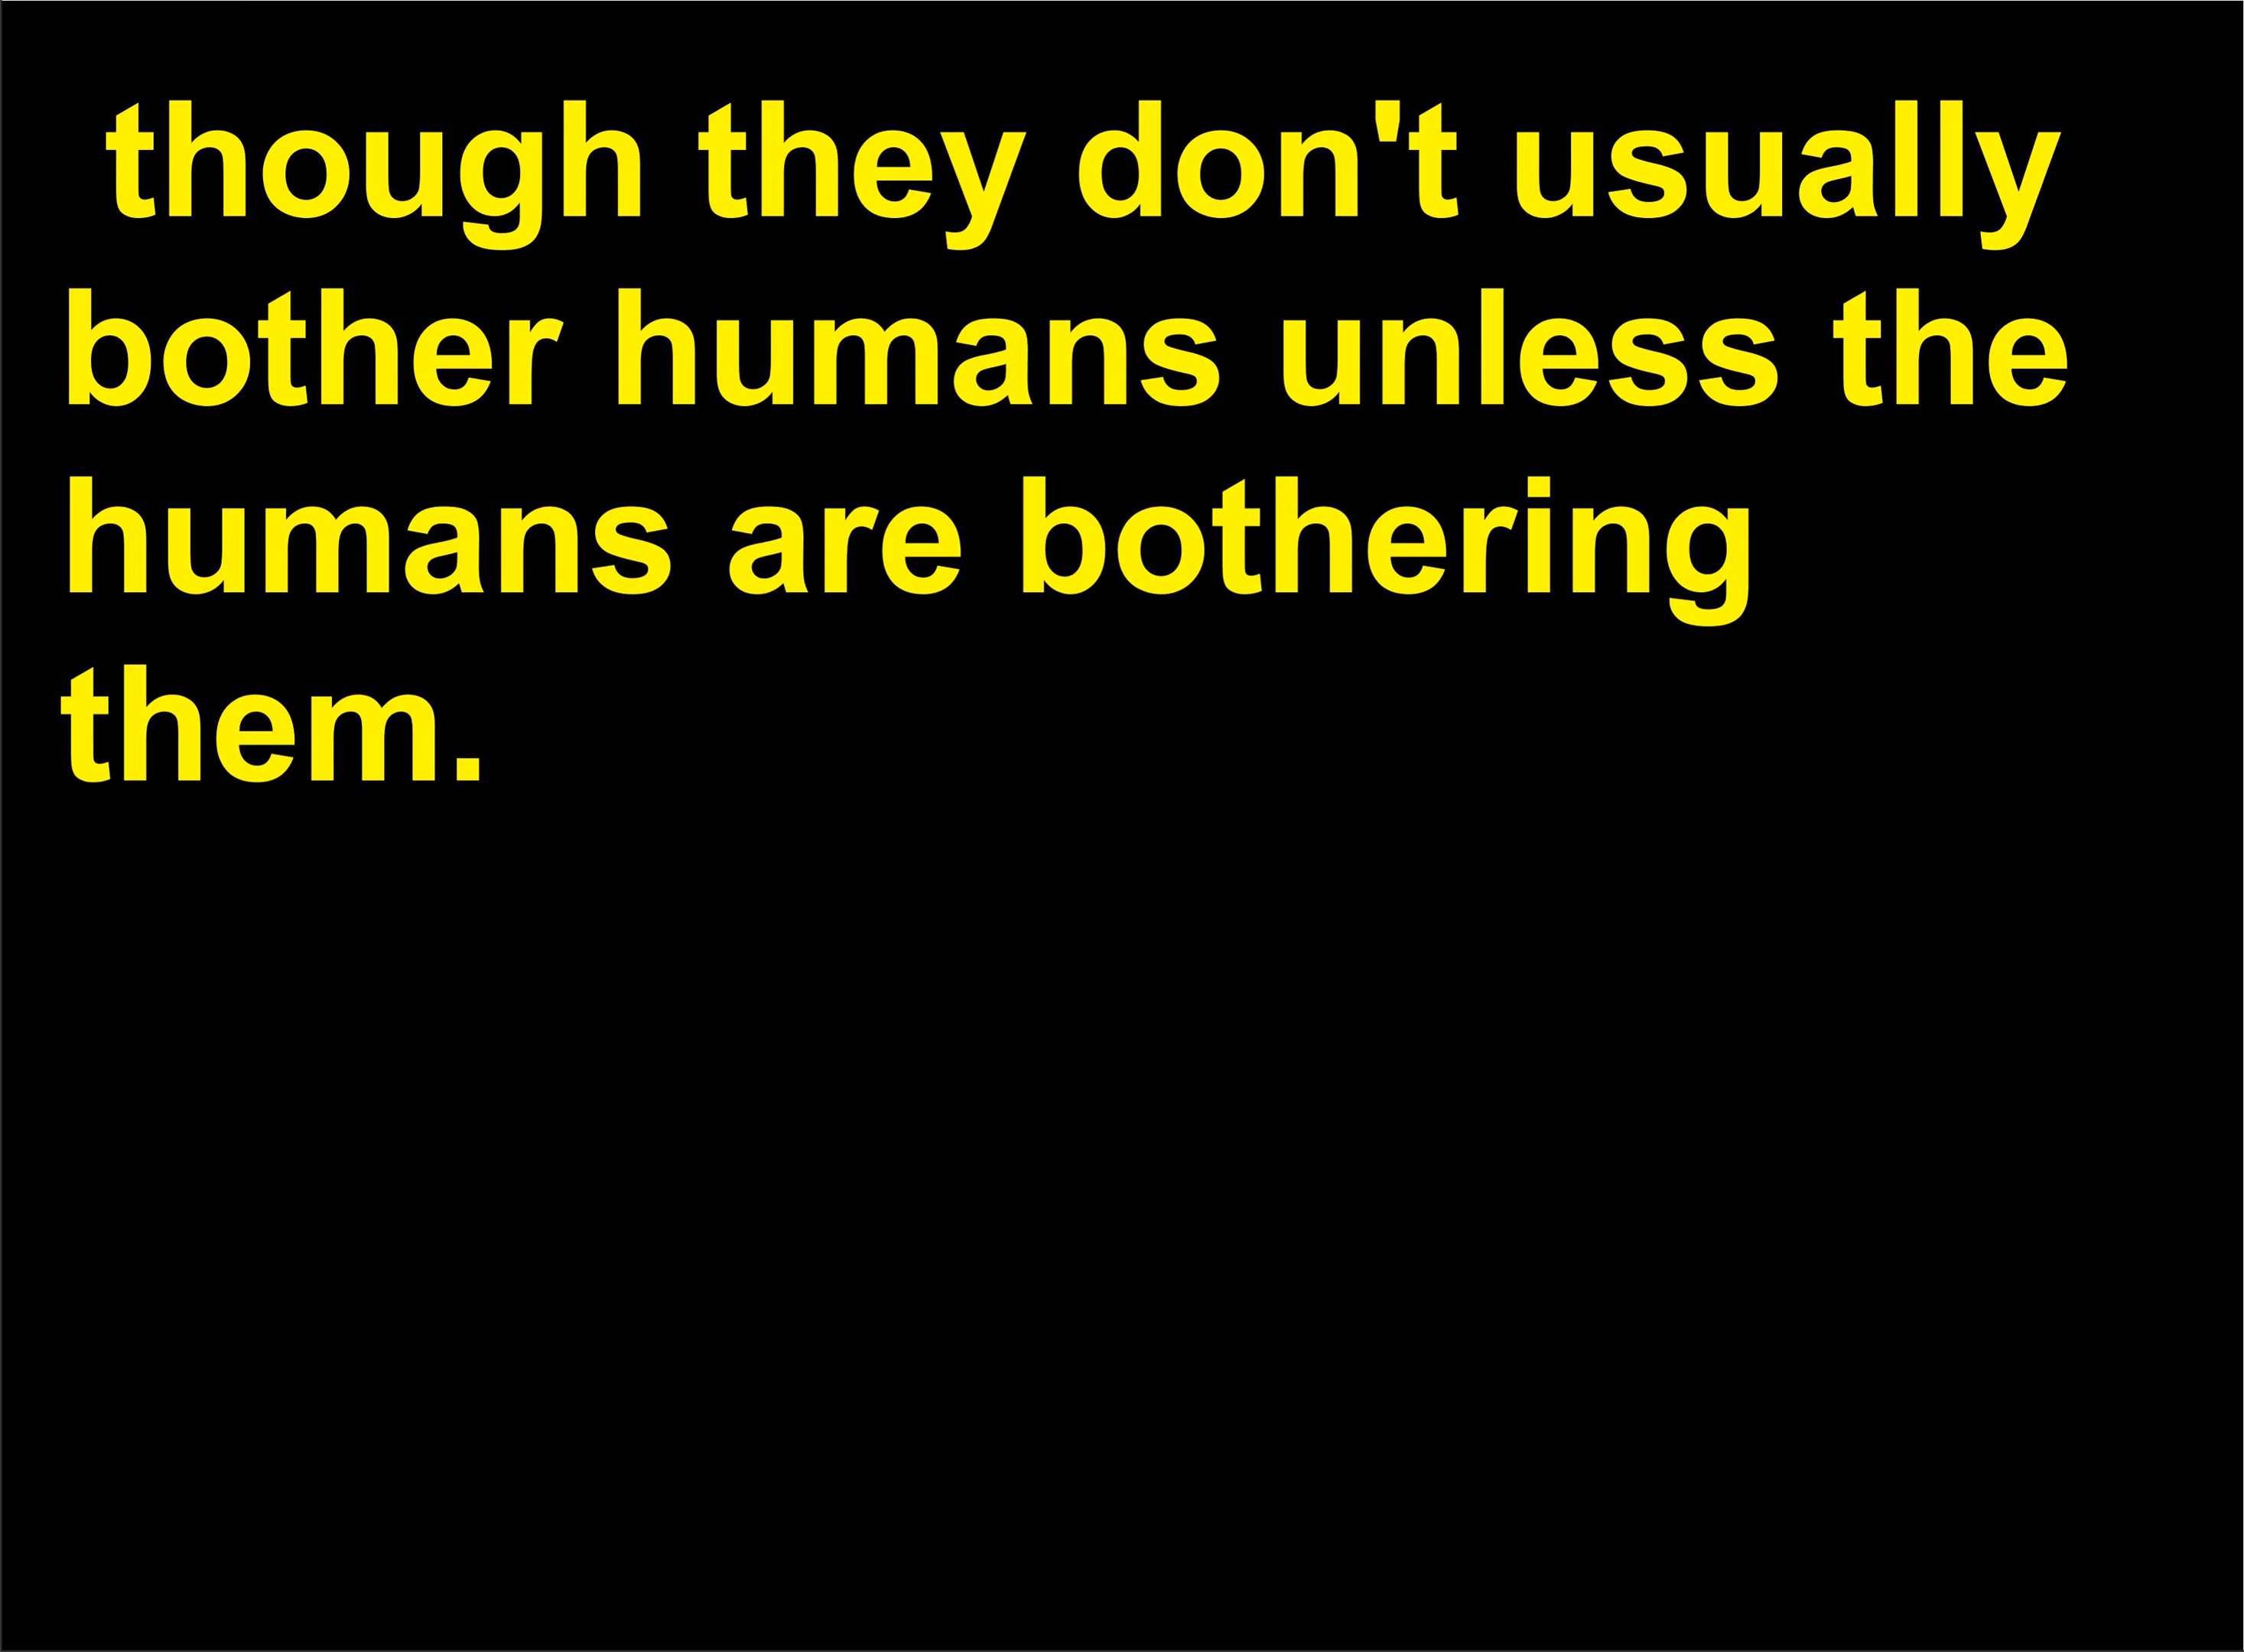 though they don't usually
bother humans unless the
humans are bothering
them.